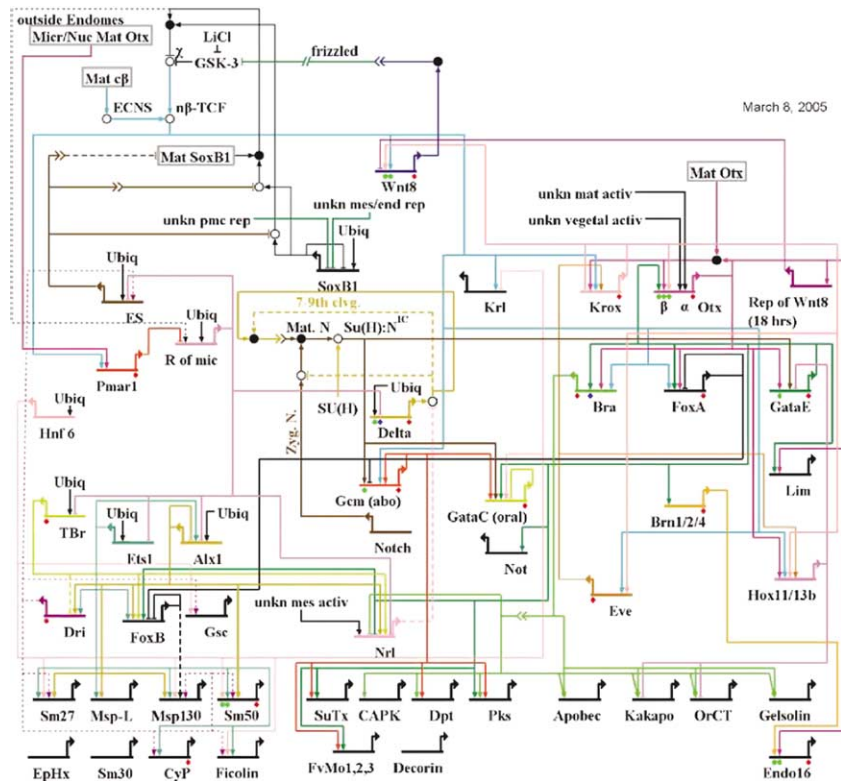 outside Endomes
Micr/Nuc Mat Otx
LiCl
χ
GSK-3
frizzled
Mat cβ
ECNS
nβ-TCF
March 8, 2005
Mat SoxB1
Wnt8
Mat Otx
unkn mat activ
unkn mes/end rep
unkn pmc rep
unkn vegetal activ
Ubiq
Ubiq
SoxB1
ES
Krl
Krox
β α Otx
Rep of Wnt8
(18 hrs)
7-9th clvg.
Ubiq
Mat. N
Su(H):N^IC
R of mic
Pmar1
Ubiq
SU(H)
Ubiq
Bra
FoxA
GataE
Hnf 6
Delta
Zyg. N.
Lim
Ubiq
Gcm (abo)
GataC (oral)
Brn1/2/4
TBr
Ubiq
Ubiq
Ets1
Alx1
Notch
Not
Hox11/13b
unkn mes activ
Eve
Dri
FoxB
Gsc
Nrl
Sm27
Msp-L
Msp130
Sm50
SuTx
CAPK
Dpt
Pks
Apobec
Kakapo
OrCT
Gelsolin
EpHx
Sm30
CyP
Ficolin
FvMo1,2,3
Decorin
Endo16